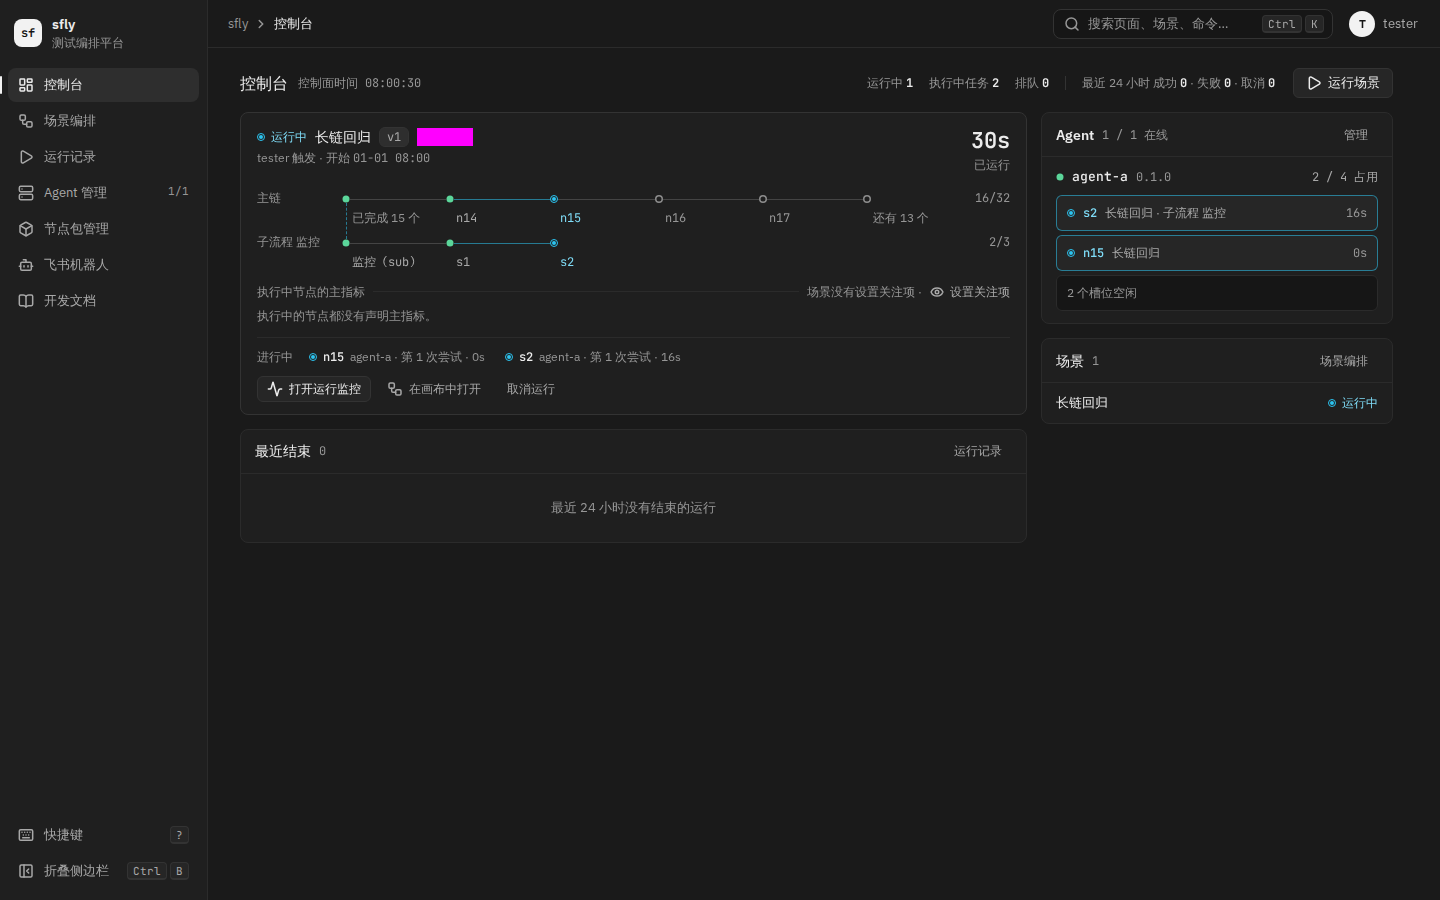 sf
sfly
测试编排平台
控制台
场景编排
运行记录
Agent 管理 1/1
节点包管理
飞书机器人
开发文档
快捷键 ?
折叠侧边栏 Ctrl B
sfly 控制台
搜索页面、场景、命令... Ctrl K
T tester
控制台 控制面时间 08:00:30
运行中 1 执行中任务 2 排队 0 最近 24 小时 成功 0 · 失败 0 · 取消 0
运行场景
运行中 长链回归 v1
tester 触发 · 开始 01-01 08:00
30s
已运行
主链 16/32
已完成 15 个 n14 n15 n16 n17 还有 13 个
子流程 监控 2/3
监控 (sub) s1 s2
执行中节点的主指标 场景没有设置关注项 · 设置关注项
执行中的节点都没有声明主指标。
进行中 n15 agent-a · 第 1 次尝试 · 0s s2 agent-a · 第 1 次尝试 · 16s
打开运行监控 在画布中打开 取消运行
最近结束 0 运行记录
最近 24 小时没有结束的运行
Agent 1 / 1 在线 管理
agent-a 0.1.0 2 / 4 占用
s2 长链回归 · 子流程 监控 16s
n15 长链回归 0s
2 个槽位空闲
场景 1 场景编排
长链回归 运行中